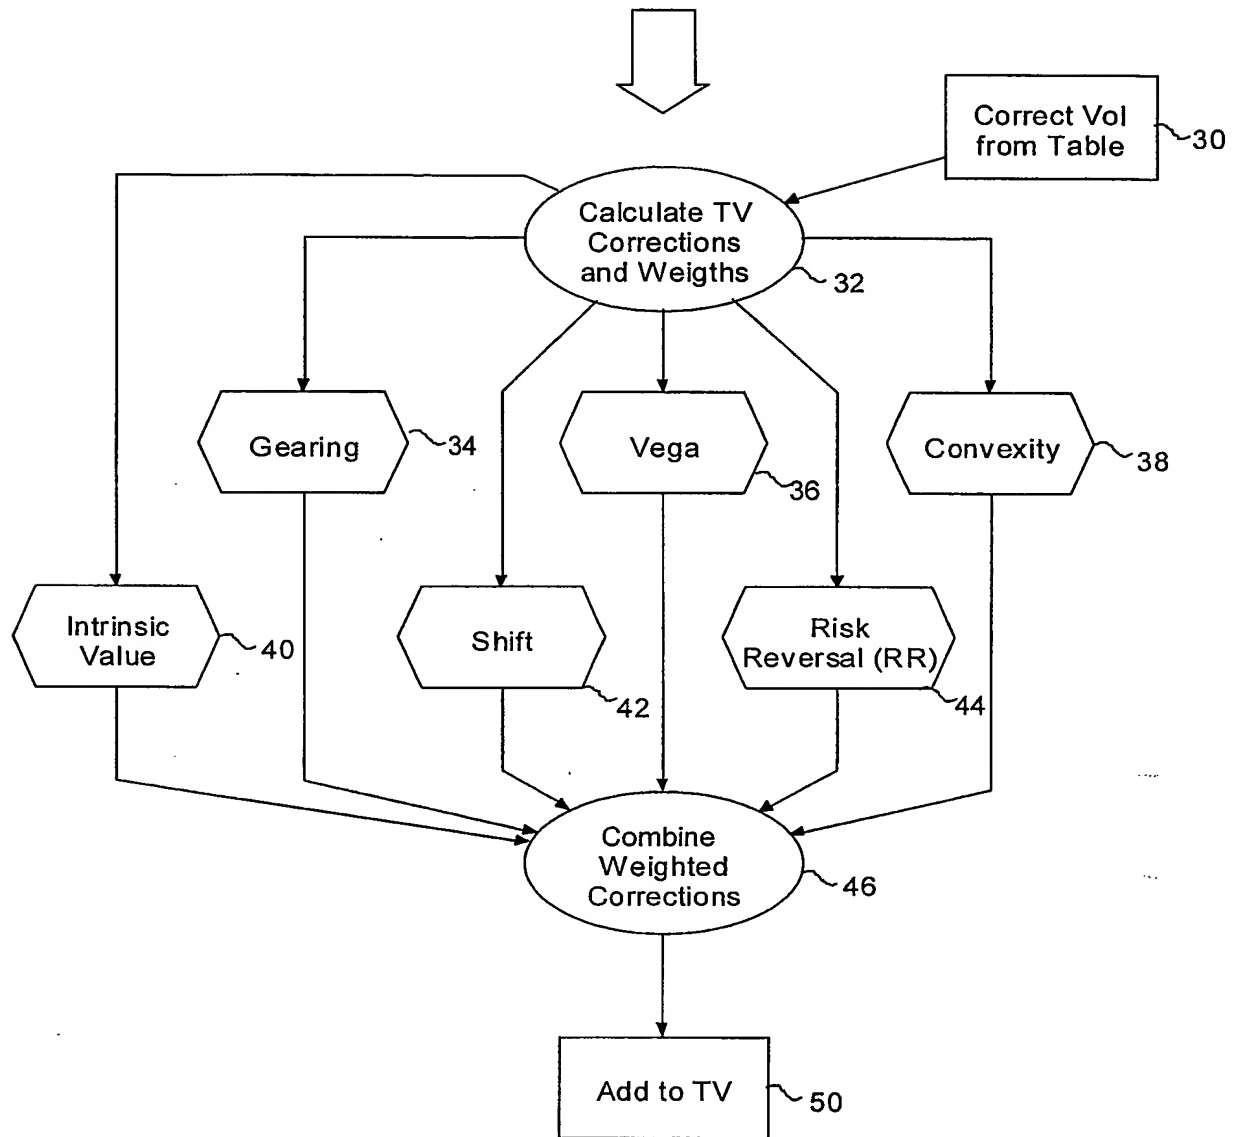 Correct Vol
from Table
30
Calculate TV
Corrections
and Weigths
32
Gearing
34
Vega
36
Convexity
38
Intrinsic
Value
40
Shift
42
Risk
Reversal (RR)
44
Combine
Weighted
Corrections
46
Add to TV
50